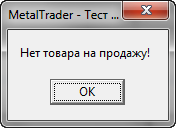 MetalTrader - Тест ...
Нет товара на продажу!
OK